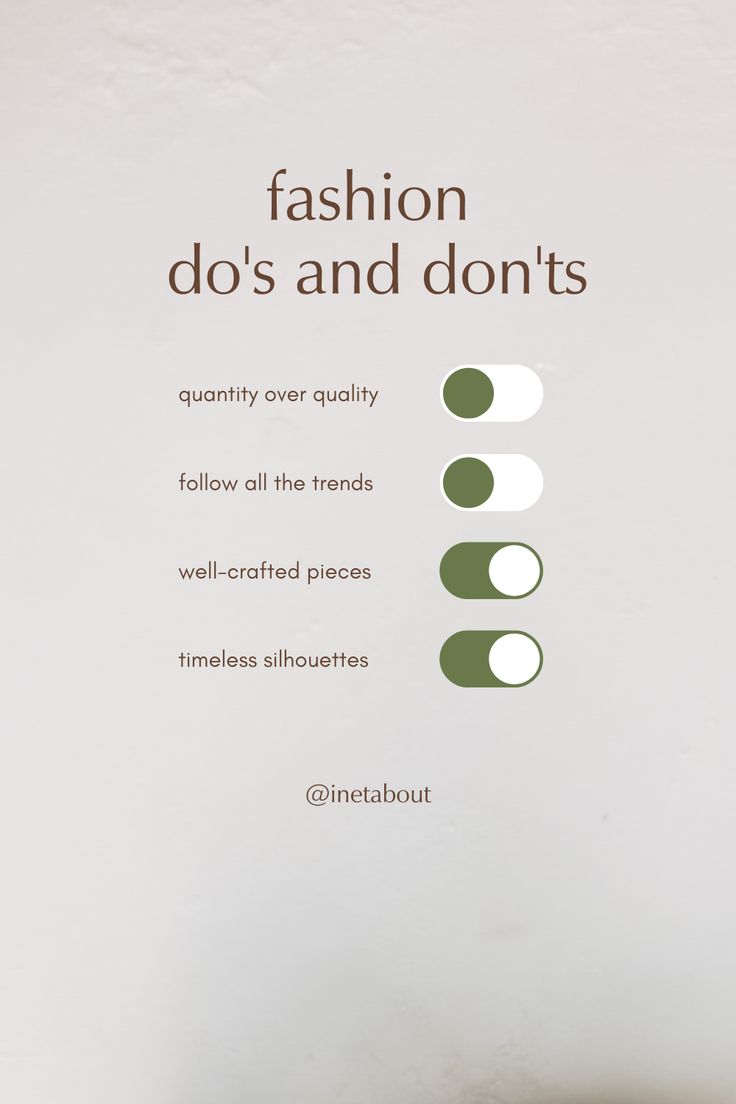 fashion
do's and don'ts
quantity over quality
follow all the trends
well-crafted pieces
timeless silhouettes
@inetabout